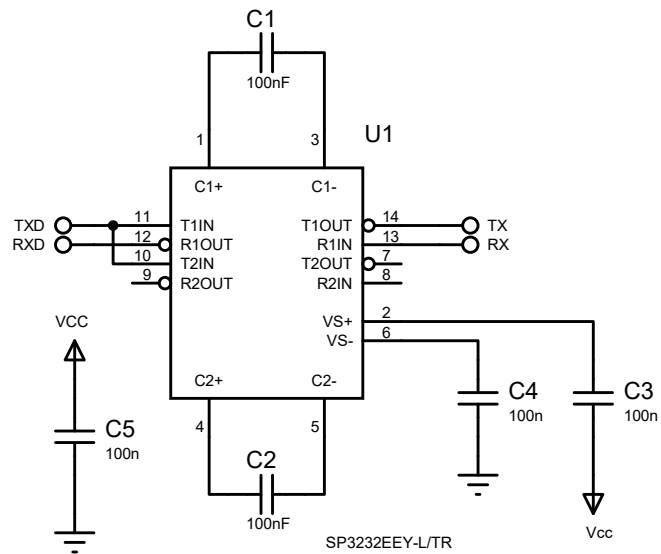 C1
100nF
1
3
U1
C1+
C1-
TXD
11
T1IN
T1OUT
14
TX
RXD
12
R1OUT
R1IN
13
RX
10
T2IN
T2OUT
7
9
R2OUT
R2IN
8
VCC
VS+
2
VS-
6
C2+
C2-
C4
100n
C3
100n
C5
100n
4
5
C2
100nF
SP3232EEY-L/TR
Vcc